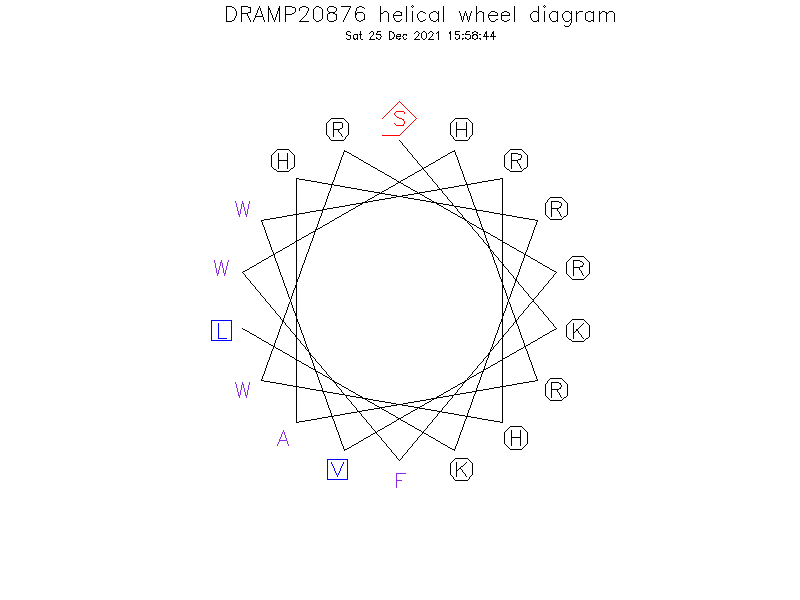 DRAMP20876 helical wheel diagram
Sat 25 Dec 2021 15:58:44
S
R H
H R
W R
W R
L K
W R
A H
V K
F